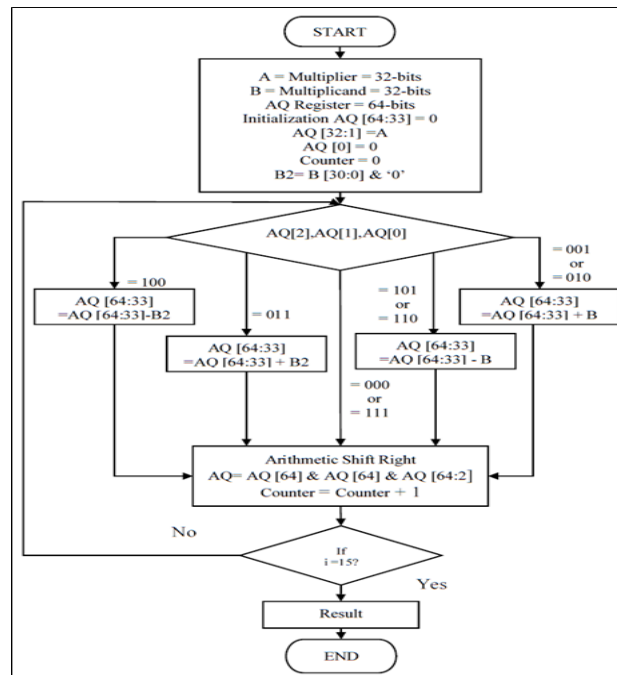 START
A = Multiplier = 32-bits
B = Multiplicand = 32-bits
AQ Register = 64-bits
Initialization AQ [64:33] = 0
AQ [32:1] =A
AQ [0] = 0
Counter = 0
B2= B [30:0] & ‘0’
AQ[2],AQ[1],AQ[0]
= 100
AQ [64:33]
=AQ [64:33]-B2
= 011
AQ [64:33]
=AQ [64:33] + B2
= 000
or
= 111
= 101
or
= 110
AQ [64:33]
=AQ [64:33] - B
= 001
or
= 010
AQ [64:33]
=AQ [64:33] + B
Arithmetic Shift Right
AQ= AQ [64] & AQ [64] & AQ [64:2]
Counter = Counter + 1
No
If
i =15?
Yes
Result
END